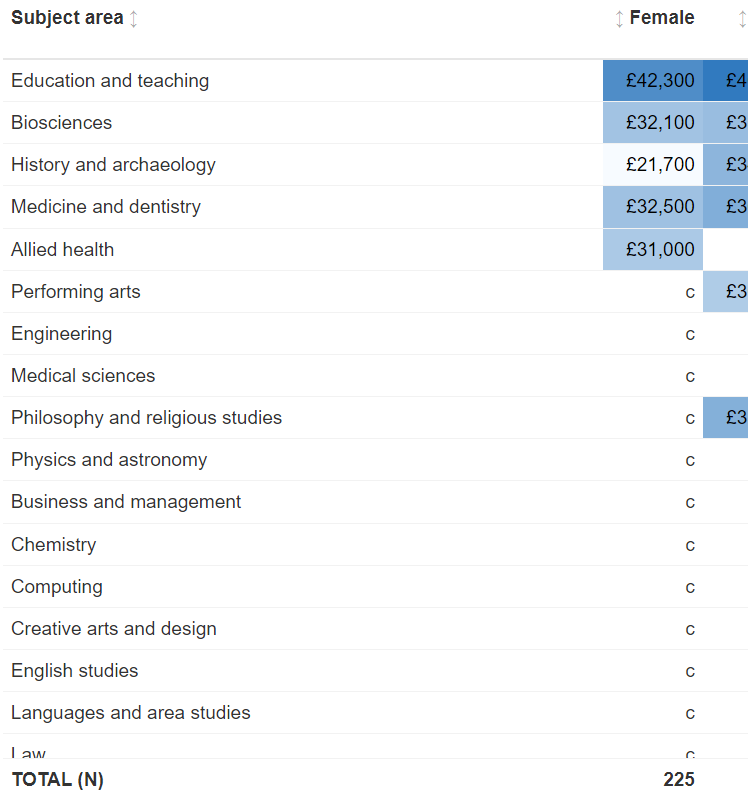 Subject area ↕ ↕ Female ↕
Education and teaching £42,300 £4
Biosciences £32,100 £3
History and archaeology £21,700 £3
Medicine and dentistry £32,500 £3
Allied health £31,000
Performing arts c £3
Engineering c
Medical sciences c
Philosophy and religious studies c £3
Physics and astronomy c
Business and management c
Chemistry c
Computing c
Creative arts and design c
English studies c
Languages and area studies c
Law c
TOTAL (N) 225